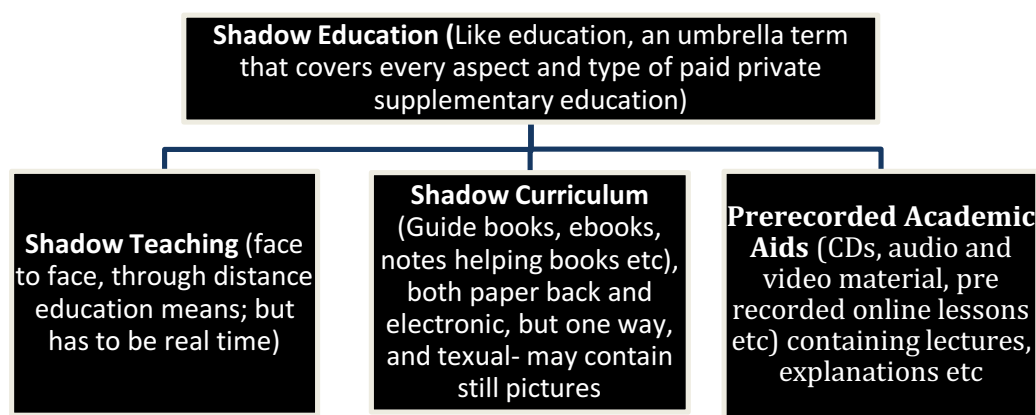 Shadow Education (Like education, an umbrella term
that covers every aspect and type of paid private
supplementary education)
Shadow Teaching (face
to face, through distance
education means; but
has to be real time)
Shadow Curriculum
(Guide books, ebooks,
notes helping books etc),
both paper back and
electronic, but one way,
and texual- may contain
still pictures
Prerecorded Academic
Aids (CDs, audio and
video material, pre
recorded online lessons
etc) containing lectures,
explanations etc